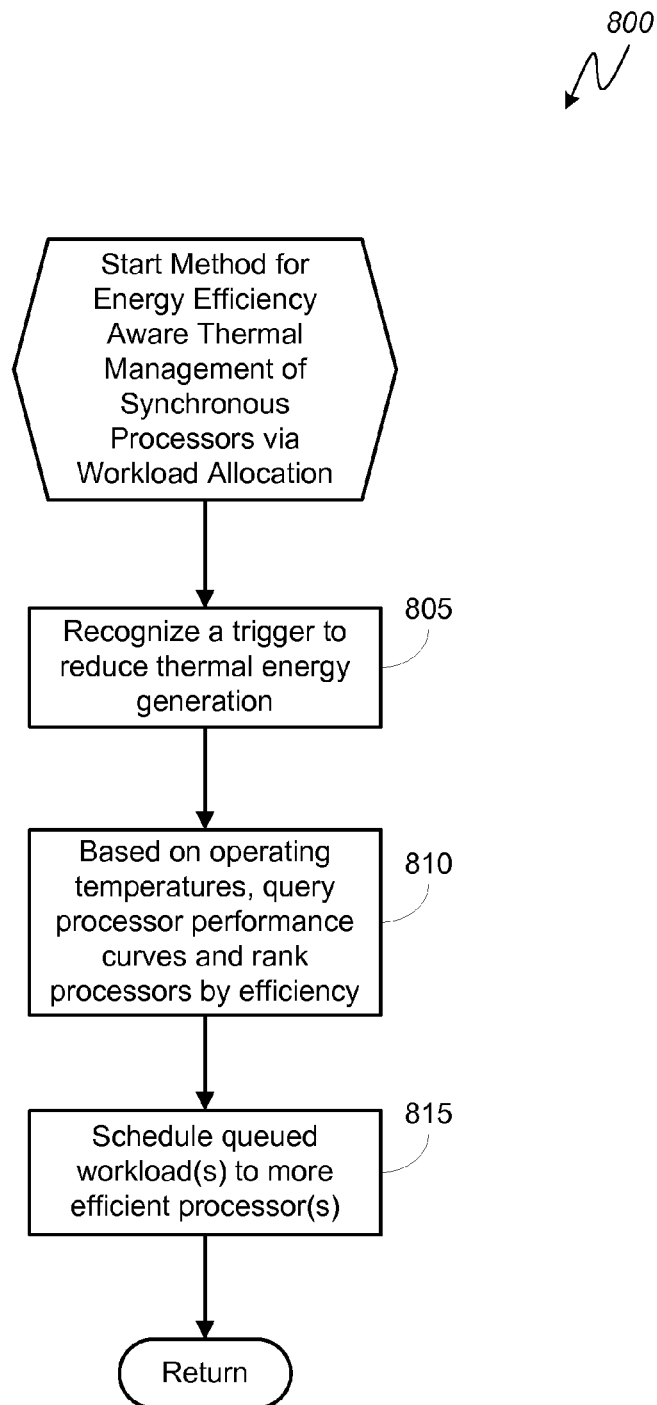 800
Start Method for
Energy Efficiency
Aware Thermal
Management of
Synchronous
Processors via
Workload Allocation
805
Recognize a trigger to
reduce thermal energy
generation
810
Based on operating
temperatures, query
processor performance
curves and rank
processors by efficiency
815
Schedule queued
workload(s) to more
efficient processor(s)
Return